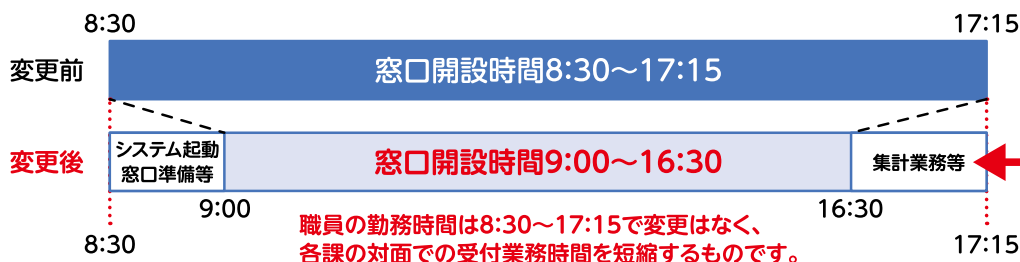 8:30 17:15
変更前 窓口開設時間8:30～17:15
変更後 システム起動 窓口開設時間9:00～16:30 集計業務等
窓口準備等
9:00 16:30
職員の勤務時間は8:30～17:15で変更はなく、
8:30 各課の対面での受付業務時間を短縮するものです。 17:15